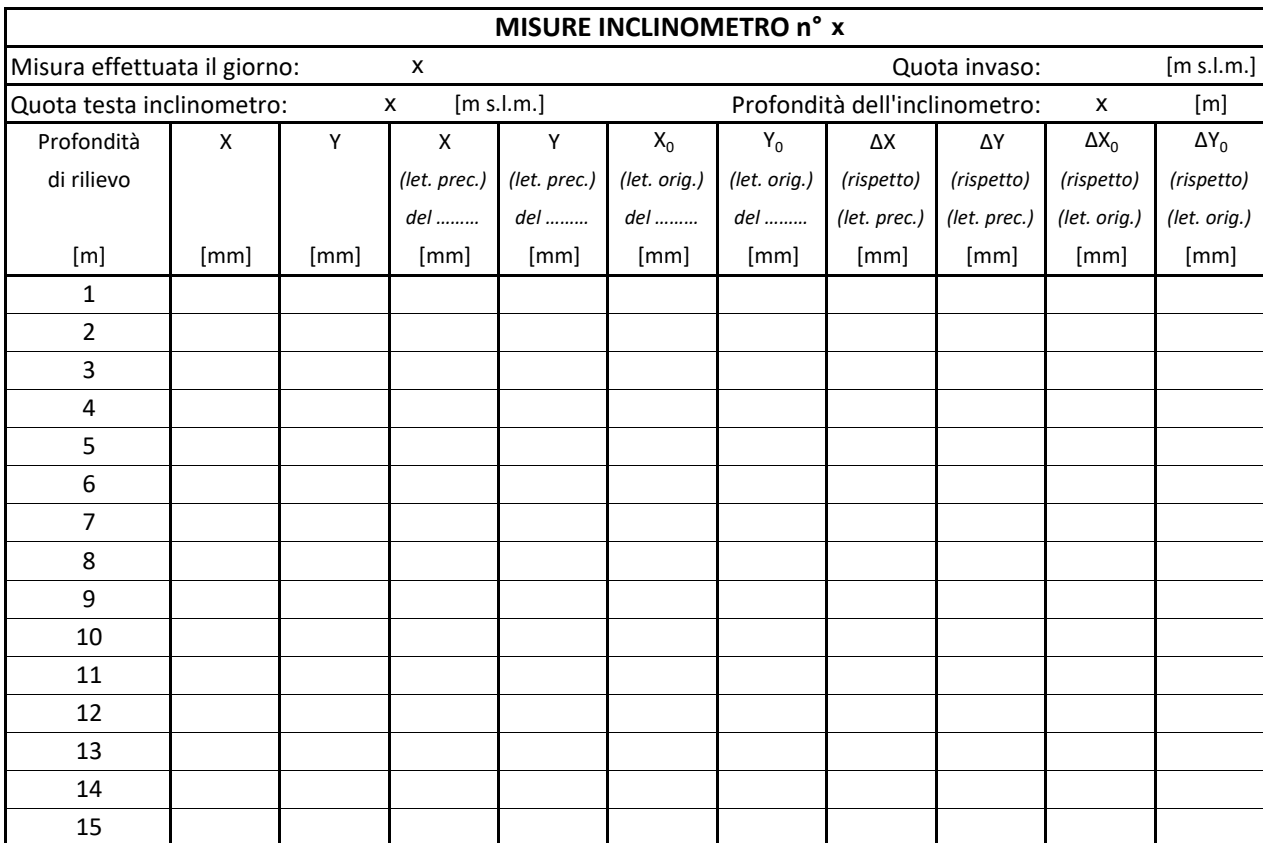 MISURE INCLINOMETRO n° x
Misura effettuata il giorno: x Quota invaso: [m s.l.m.]
Quota testa inclinometro: x [m s.l.m.] Profondità dell'inclinometro: x [m]
Profondità X Y X Y X₀ Y₀ ΔX ΔY ΔX₀ ΔY₀
di rilievo (let. prec.) (let. prec.) (let. orig.) (let. orig.) (rispetto) (rispetto) (rispetto) (rispetto)
del ……… del ……… del ……… del ……… (let. prec.) (let. prec.) (let. orig.) (let. orig.)
[m] [mm] [mm] [mm] [mm] [mm] [mm] [mm] [mm] [mm] [mm]
1
2
3
4
5
6
7
8
9
10
11
12
13
14
15